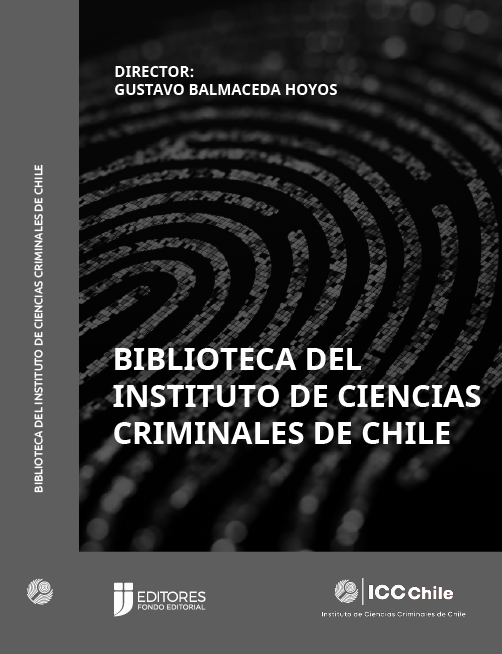 DIRECTOR:
GUSTAVO BALMACEDA HOYOS
BIBLIOTECA DEL INSTITUTO DE CIENCIAS CRIMINALES DE CHILE
BIBLIOTECA DEL
INSTITUTO DE CIENCIAS
CRIMINALES DE CHILE
EDITORES
FONDO EDITORIAL
ICC Chile
Instituto de Ciencias Criminales de Chile